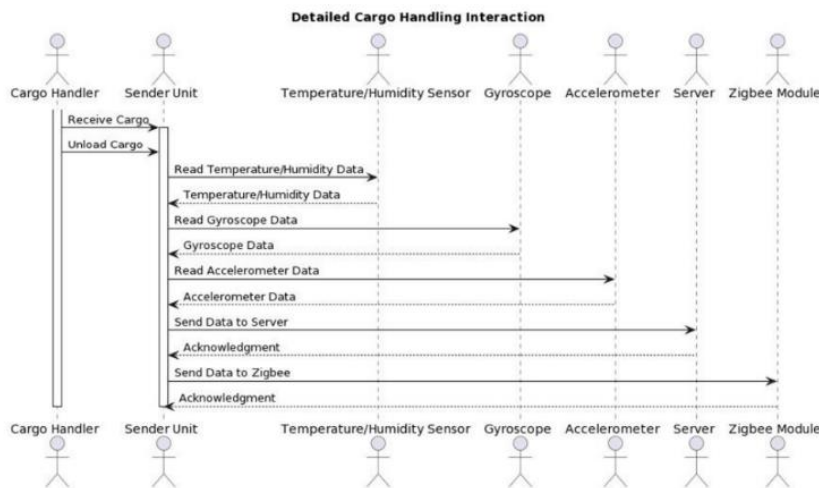 Detailed Cargo Handling Interaction
Cargo Handler Sender Unit Temperature/Humidity Sensor Gyroscope Accelerometer Server Zigbee Module
Receive Cargo
Unload Cargo
Read Temperature/Humidity Data
Temperature/Humidity Data
Read Gyroscope Data
Gyroscope Data
Read Accelerometer Data
Accelerometer Data
Send Data to Server
Acknowledgment
Send Data to Zigbee
Acknowledgment
Cargo Handler Sender Unit Temperature/Humidity Sensor Gyroscope Accelerometer Server Zigbee Module